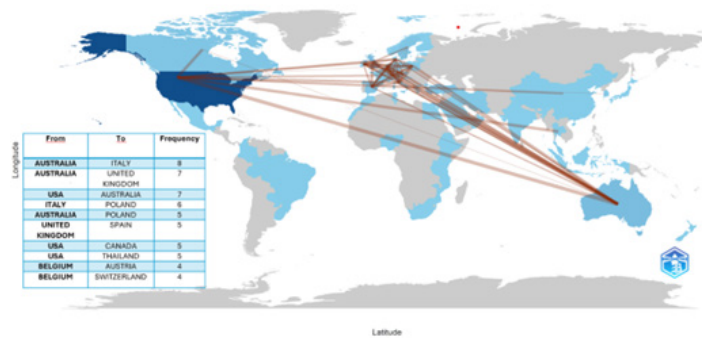 Longitude
From To Frequency
AUSTRALIA ITALY 8
AUSTRALIA UNITED KINGDOM 7
USA AUSTRALIA 7
ITALY POLAND 6
AUSTRALIA POLAND 5
UNITED KINGDOM SPAIN 5
USA CANADA 5
USA THAILAND 5
BELGIUM AUSTRIA 4
BELGIUM SWITZERLAND 4
Latitude